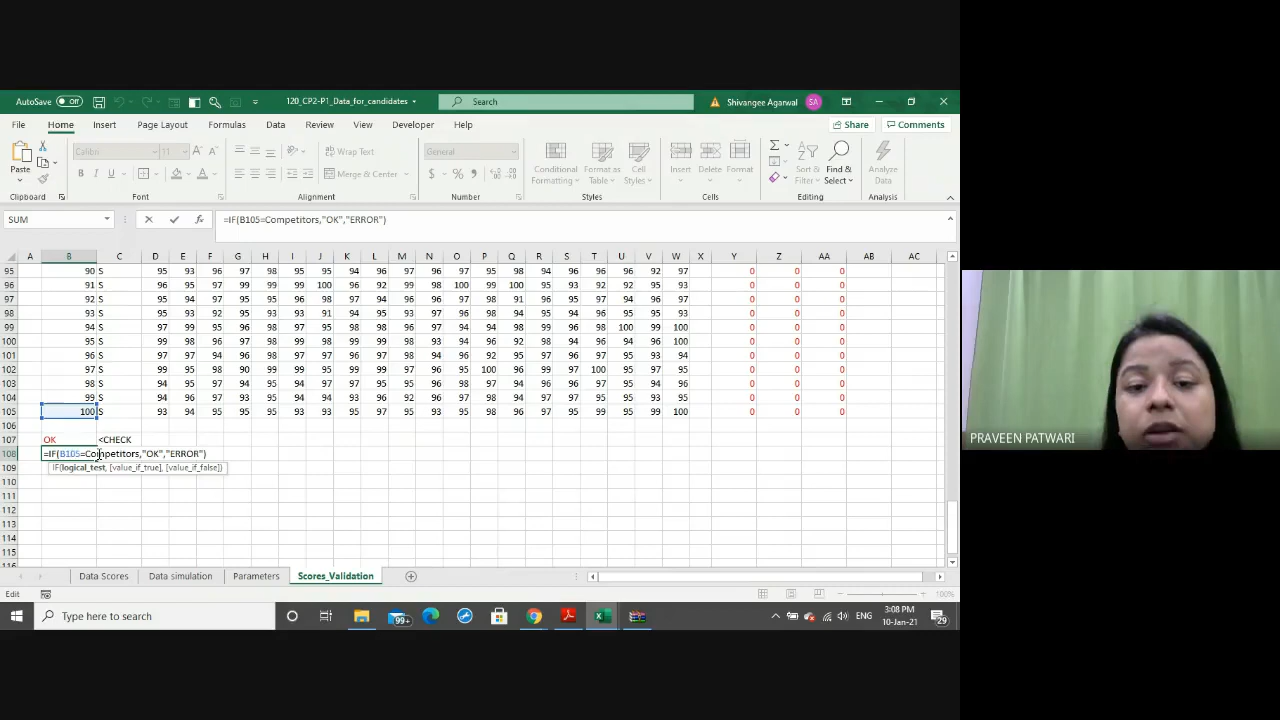 AutoSave Off 120_CP2-P1_Data_for_candidates Search Shivangee Agarwal SA
File Home Insert Page Layout Formulas Data Review View Developer Help Share Comments
Paste Calibri 11 Wrap Text General Conditional Formatting Format as Table Cell Styles Insert Delete Format Sort & Filter Find & Select Analyze Data
B I U Merge & Center $ %
Clipboard Font Alignment Number Styles Cells Editing Analysis
SUM =IF(B105=Competitors,"OK","ERROR")
A B C D E F G H I J K L M N O P Q R S T U V W X Y Z AA AB AC
95 90 S 95 93 96 97 98 95 95 94 96 97 96 97 95 98 94 96 96 96 92 97 0 0 0
96 91 S 96 95 97 99 99 99 100 96 92 99 98 100 99 100 95 93 92 92 95 93 0 0 0
97 92 S 95 94 97 95 95 96 98 97 94 98 94 97 98 91 96 95 97 94 96 97 0 0 0
98 93 S 95 93 92 95 93 93 91 94 95 93 97 96 98 94 95 96 94 95 97 93 0 0 0
99 94 S 97 99 95 95 98 98 98 96 97 93 97 94 94 98 99 96 98 100 99 100 0 0 0
100 95 S 99 98 96 97 98 98 99 98 98 93 94 96 92 98 94 97 98 98 93 94 0 0 0
101 96 S 97 97 94 96 98 97 97 95 98 94 96 92 95 97 96 97 95 93 94 0 0 0
102 97 S 99 95 98 90 99 99 95 95 97 93 95 97 100 96 97 100 95 95 93 96 0 0 0
103 98 S 94 95 97 94 95 93 97 97 95 95 96 98 97 94 96 96 97 95 94 96 0 0 0
104 99 S 94 96 97 93 95 94 94 93 96 92 96 97 98 96 97 98 95 95 97 96 0 0 0
105 100 S 93 94 95 95 95 93 95 95 97 95 95 93 94 95 97 95 99 95 99 100 0 0 0
106
107 OK <CHECK
108 =IF(B105=Competitors,"OK","ERROR")
109 IF(logical_test, [value_if_true], [value_if_false])
110
111
112
113
114
115
116
Data Scores Data simulation Parameters Scores_Validation
Edit 100%
Type here to search 99+ ENG 3:08 PM 10-Jan-21 29
PRAVEEN PATWARI